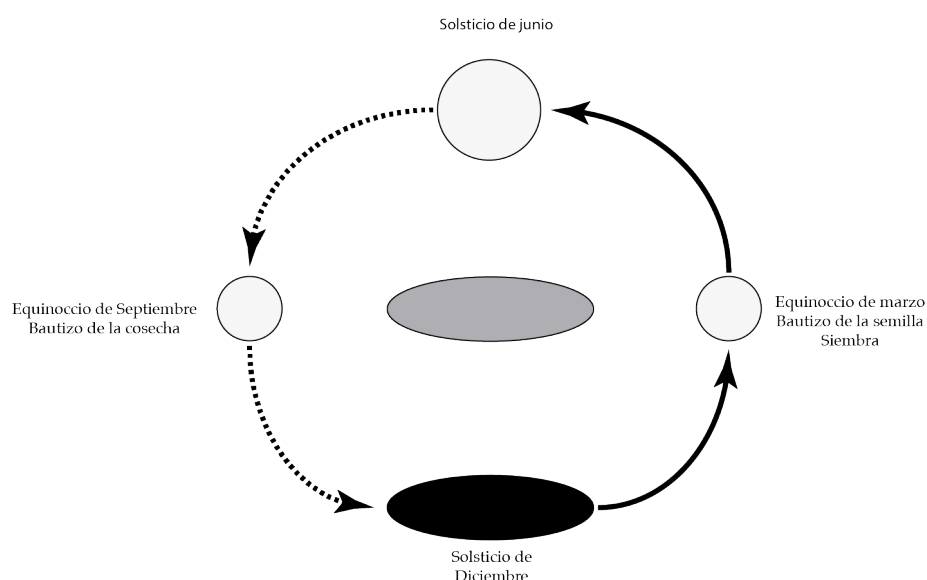 Solsticio de junio
Equinoccio de Septiembre
Bautizo de la cosecha
Equinoccio de marzo
Bautizo de la semilla
Siembra
Solsticio de
Diciembre